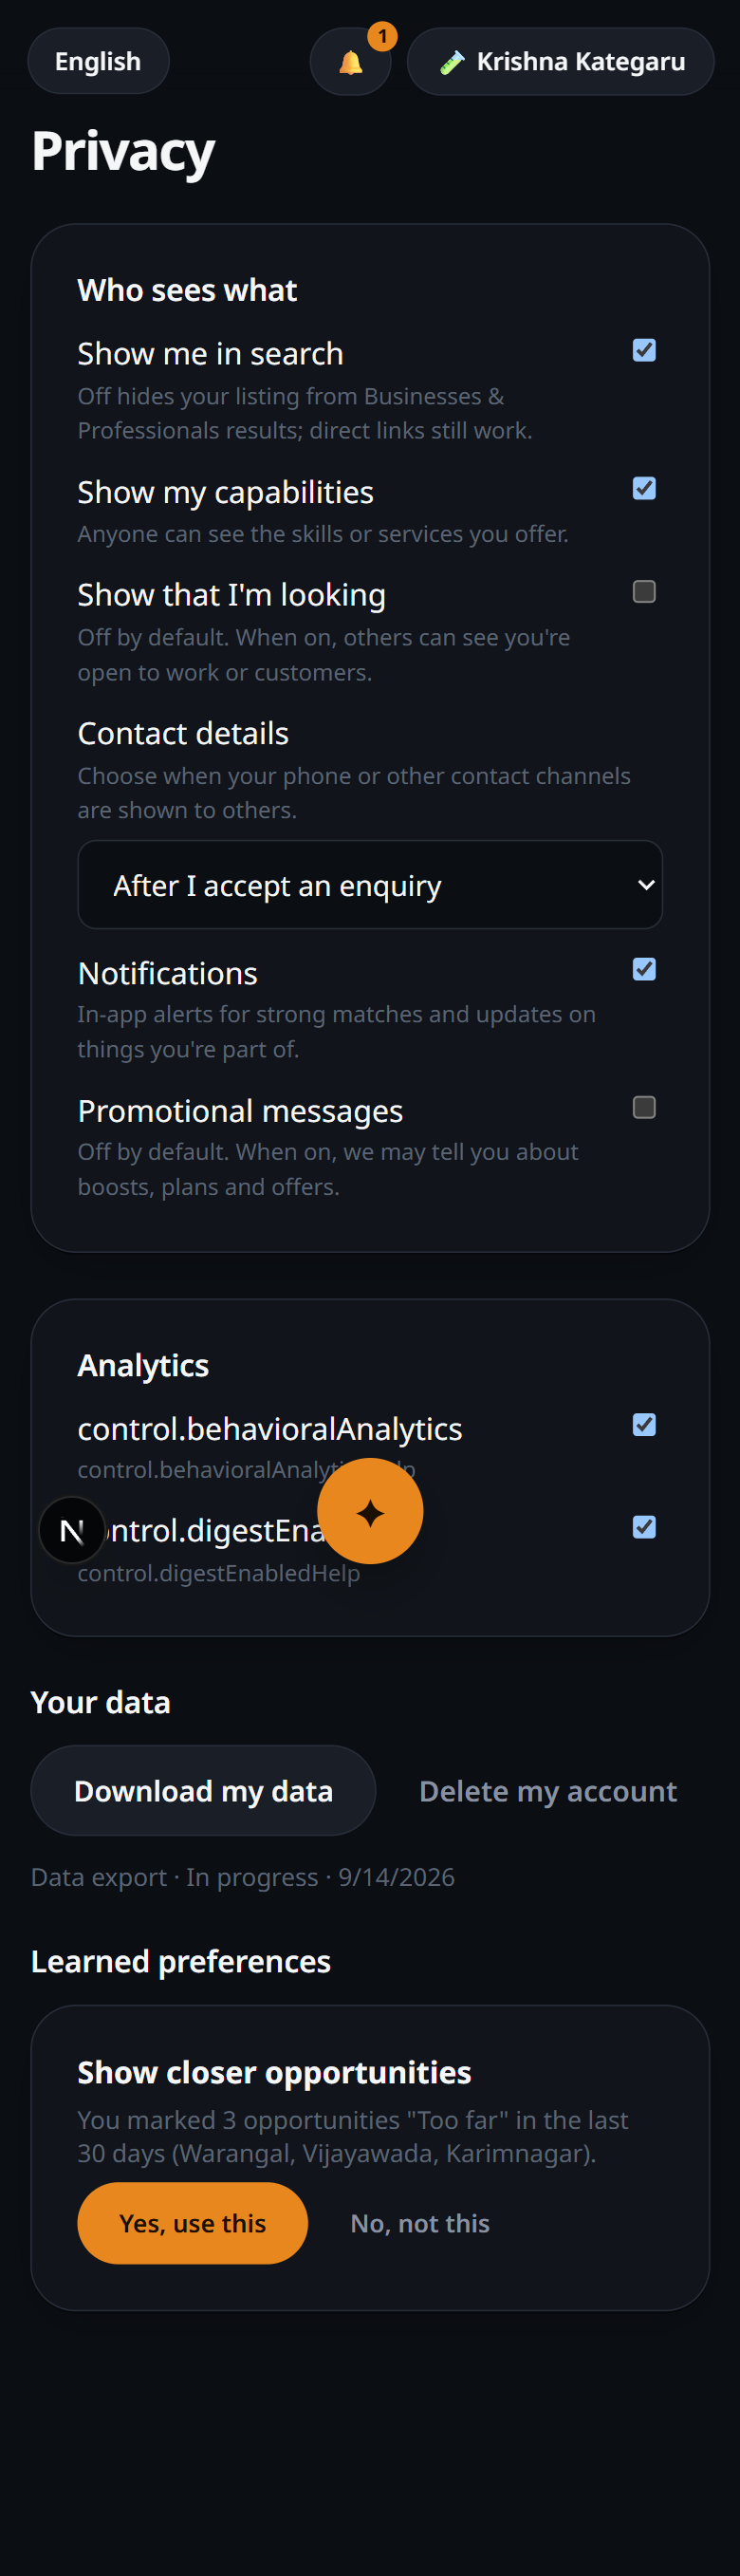 English
1
Krishna Kategaru
Privacy
Who sees what
Show me in search
Off hides your listing from Businesses &
Professionals results; direct links still work.
Show my capabilities
Anyone can see the skills or services you offer.
Show that I'm looking
Off by default. When on, others can see you're
open to work or customers.
Contact details
Choose when your phone or other contact channels
are shown to others.
After I accept an enquiry
Notifications
In-app alerts for strong matches and updates on
things you're part of.
Promotional messages
Off by default. When on, we may tell you about
boosts, plans and offers.
Analytics
control.behavioralAnalytics
N
control.digestEnabledHelp
Your data
Download my data
Delete my account
Data export · In progress · 9/14/2026
Learned preferences
Show closer opportunities
You marked 3 opportunities "Too far" in the last
30 days (Warangal, Vijayawada, Karimnagar).
Yes, use this
No, not this